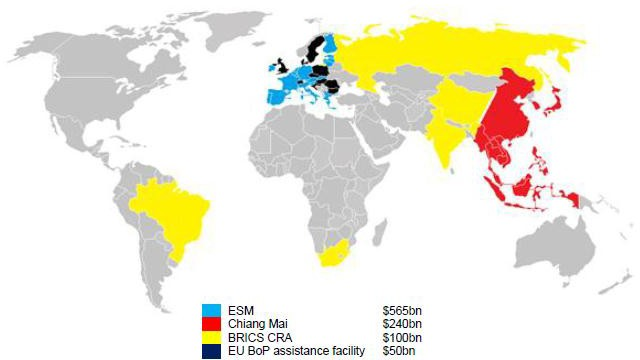 ESM $565bn
Chiang Mai $240bn
BRICS CRA $100bn
EU BoP assistance facility $50bn